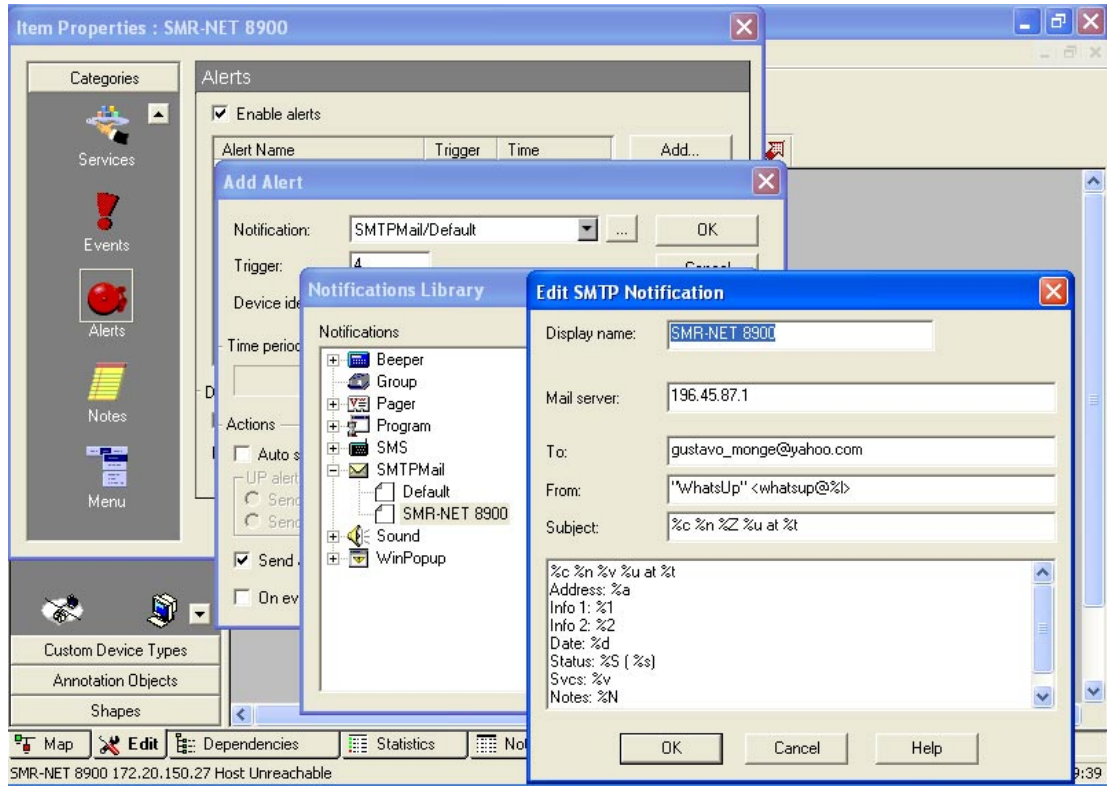 Item Properties : SMR-NET 8900
Categories
Services
Events
Alerts
Notes
Menu
Alerts
Enable alerts
Alert Name Trigger Time
Add...
Add Alert
Notification: SMTPMail/Default ... OK
Trigger: 4
Cancel
Device ide
Time period
D
Actions
Auto s
UP alert
Send
Send
Send
On ev
Notifications Library
Notifications
Beeper
Group
Pager
Program
SMS
SMTPMail
Default
SMR-NET 8900
Sound
WinPopup
Edit SMTP Notification
Display name: SMR-NET 8900
Mail server: 196.45.87.1
To: gustavo_monge@yahoo.com
From: "WhatsUp" <whatsup@%I>
Subject: %c %n %Z %u at %t
%c %n %v %u at %t
Address: %a
Info 1: %1
Info 2: %2
Date: %d
Status: %S ( %s)
Svcs: %v
Notes: %N
OK Cancel Help
Custom Device Types
Annotation Objects
Shapes
Map Edit Dependencies Statistics Not
SMR-NET 8900 172.20.150.27 Host Unreachable
9:39